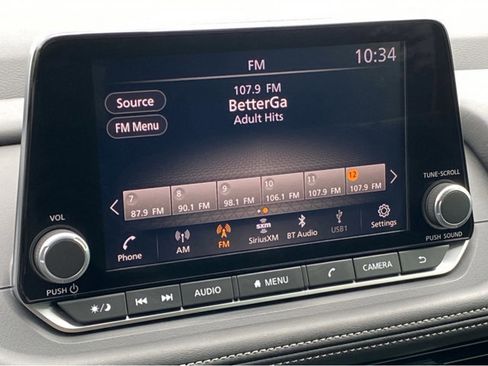 FM
10:34
Source
107.9 FM
BetterGa
Adult Hits
FM Menu
7 8 9 10 11 12
87.9 FM 90.1 FM 98.1 FM 106.1 FM 107.9 FM 107.9 FM
Phone AM FM SiriusXM BT Audio USB1 Settings
sxm
VOL
PUSH
TUNE·SCROLL
PUSH SOUND
AUDIO
MENU
CAMERA